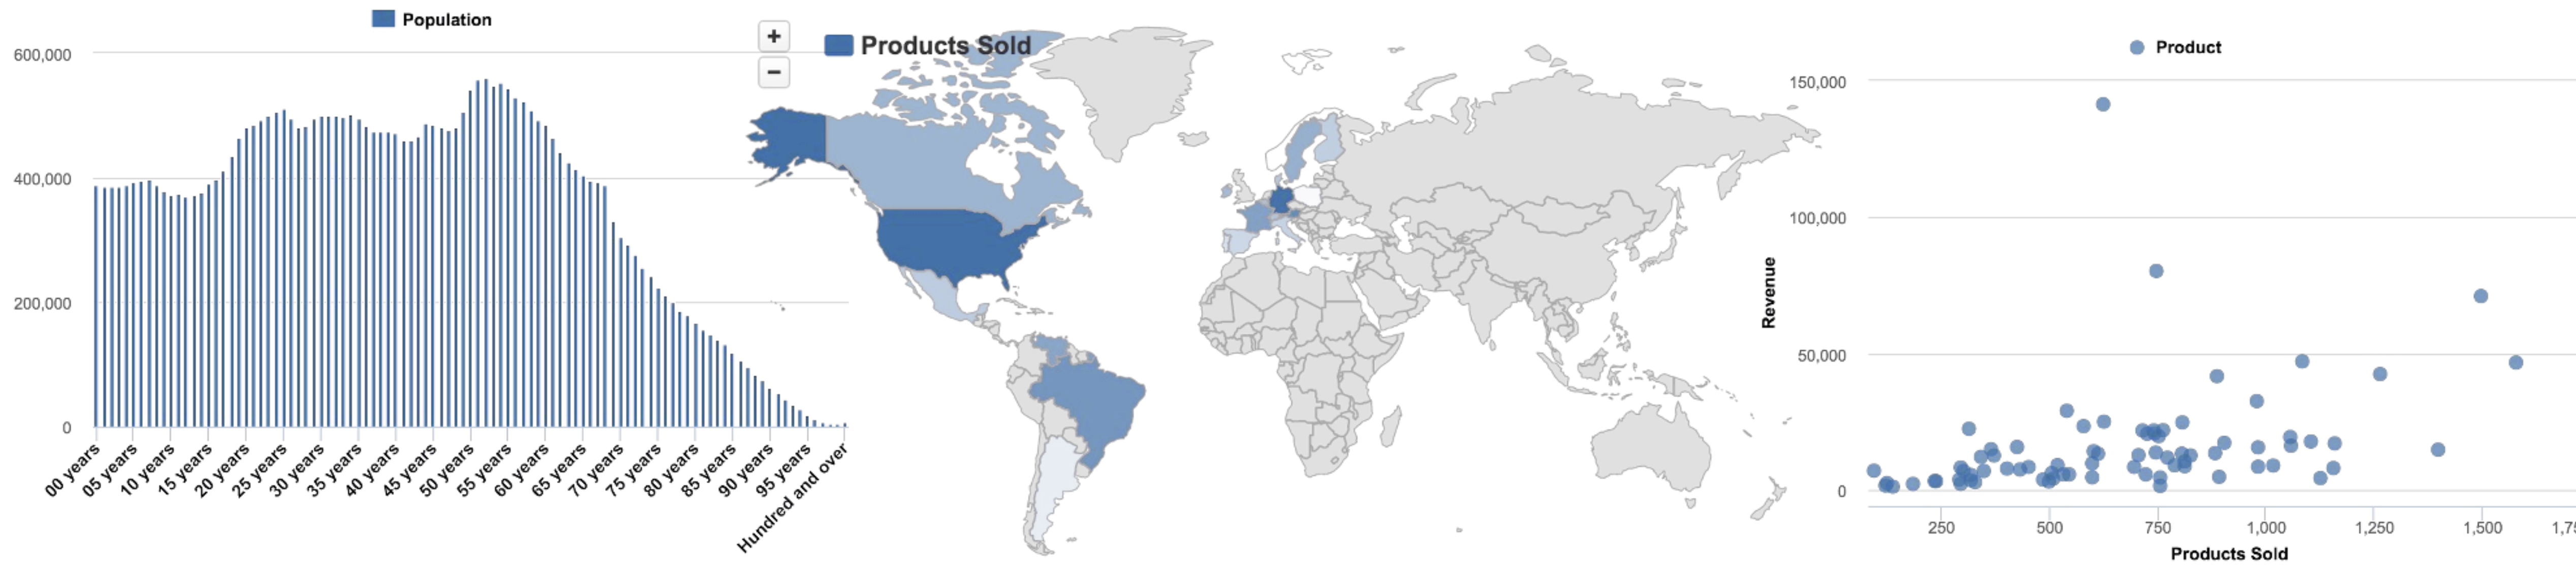 Population
600,000
400,000
200,000
0
00 years
05 years
10 years
15 years
20 years
25 years
30 years
35 years
40 years
45 years
50 years
55 years
60 years
65 years
70 years
75 years
80 years
85 years
90 years
95 years
Hundred and over
+
−
Products Sold
Product
150,000
100,000
50,000
0
Revenue
250
500
750
1,000
1,250
1,500
Products Sold